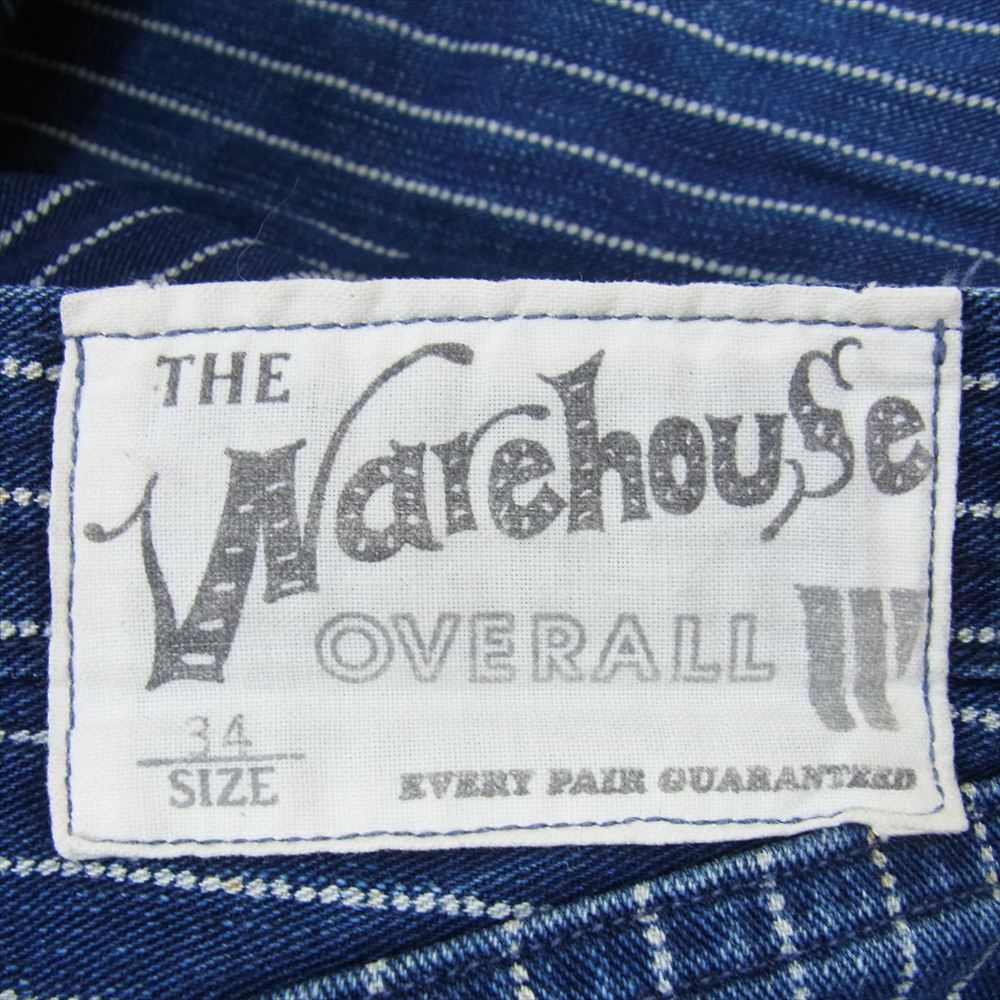 THE
Warehouse
OVERALL
34
SIZE
EVERY PAIR GUARANTEED